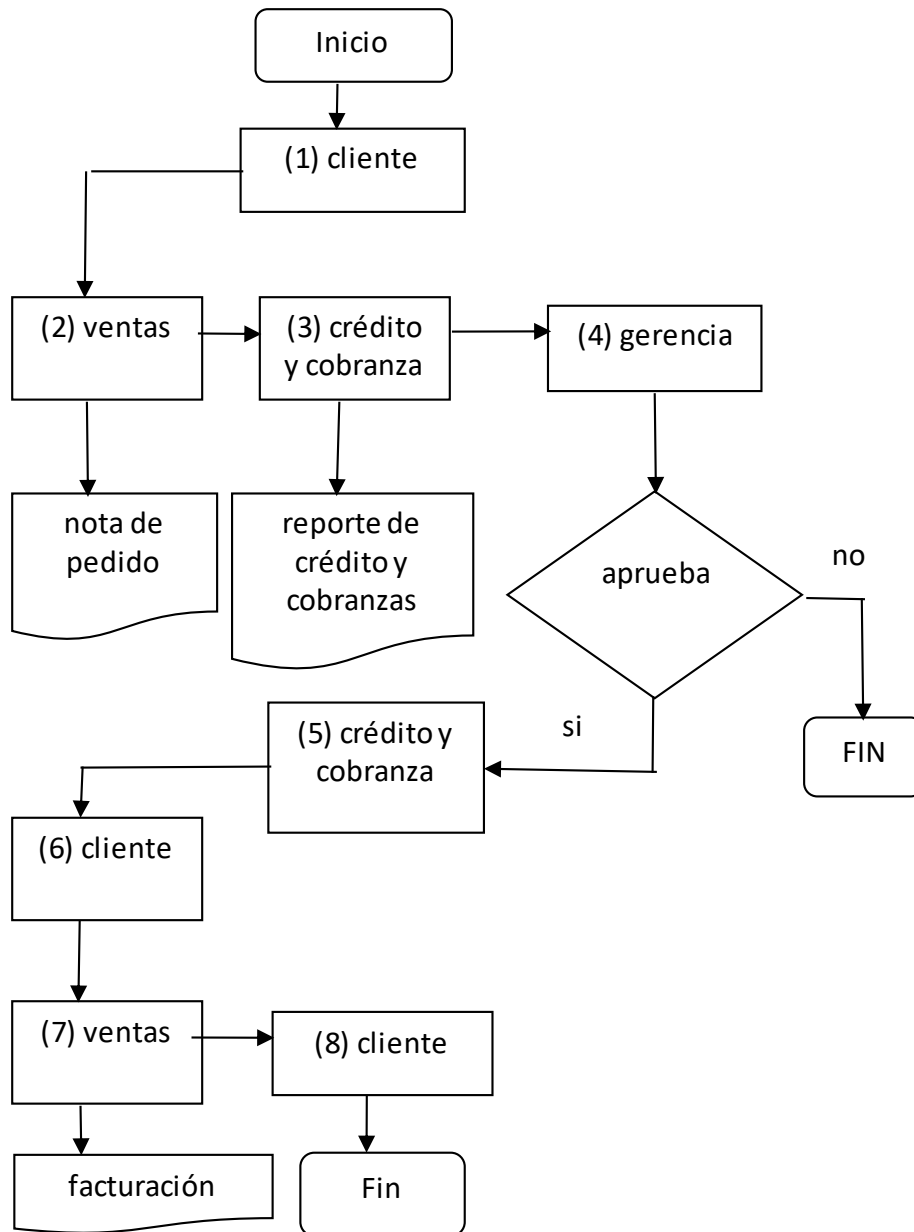 Inicio
(1) cliente
(2) ventas
(3) crédito
y cobranza
(4) gerencia
nota de
pedido
reporte de
crédito y
cobranzas
aprueba
no
si
FIN
(5) crédito y
cobranza
(6) cliente
(7) ventas
(8) cliente
facturación
Fin